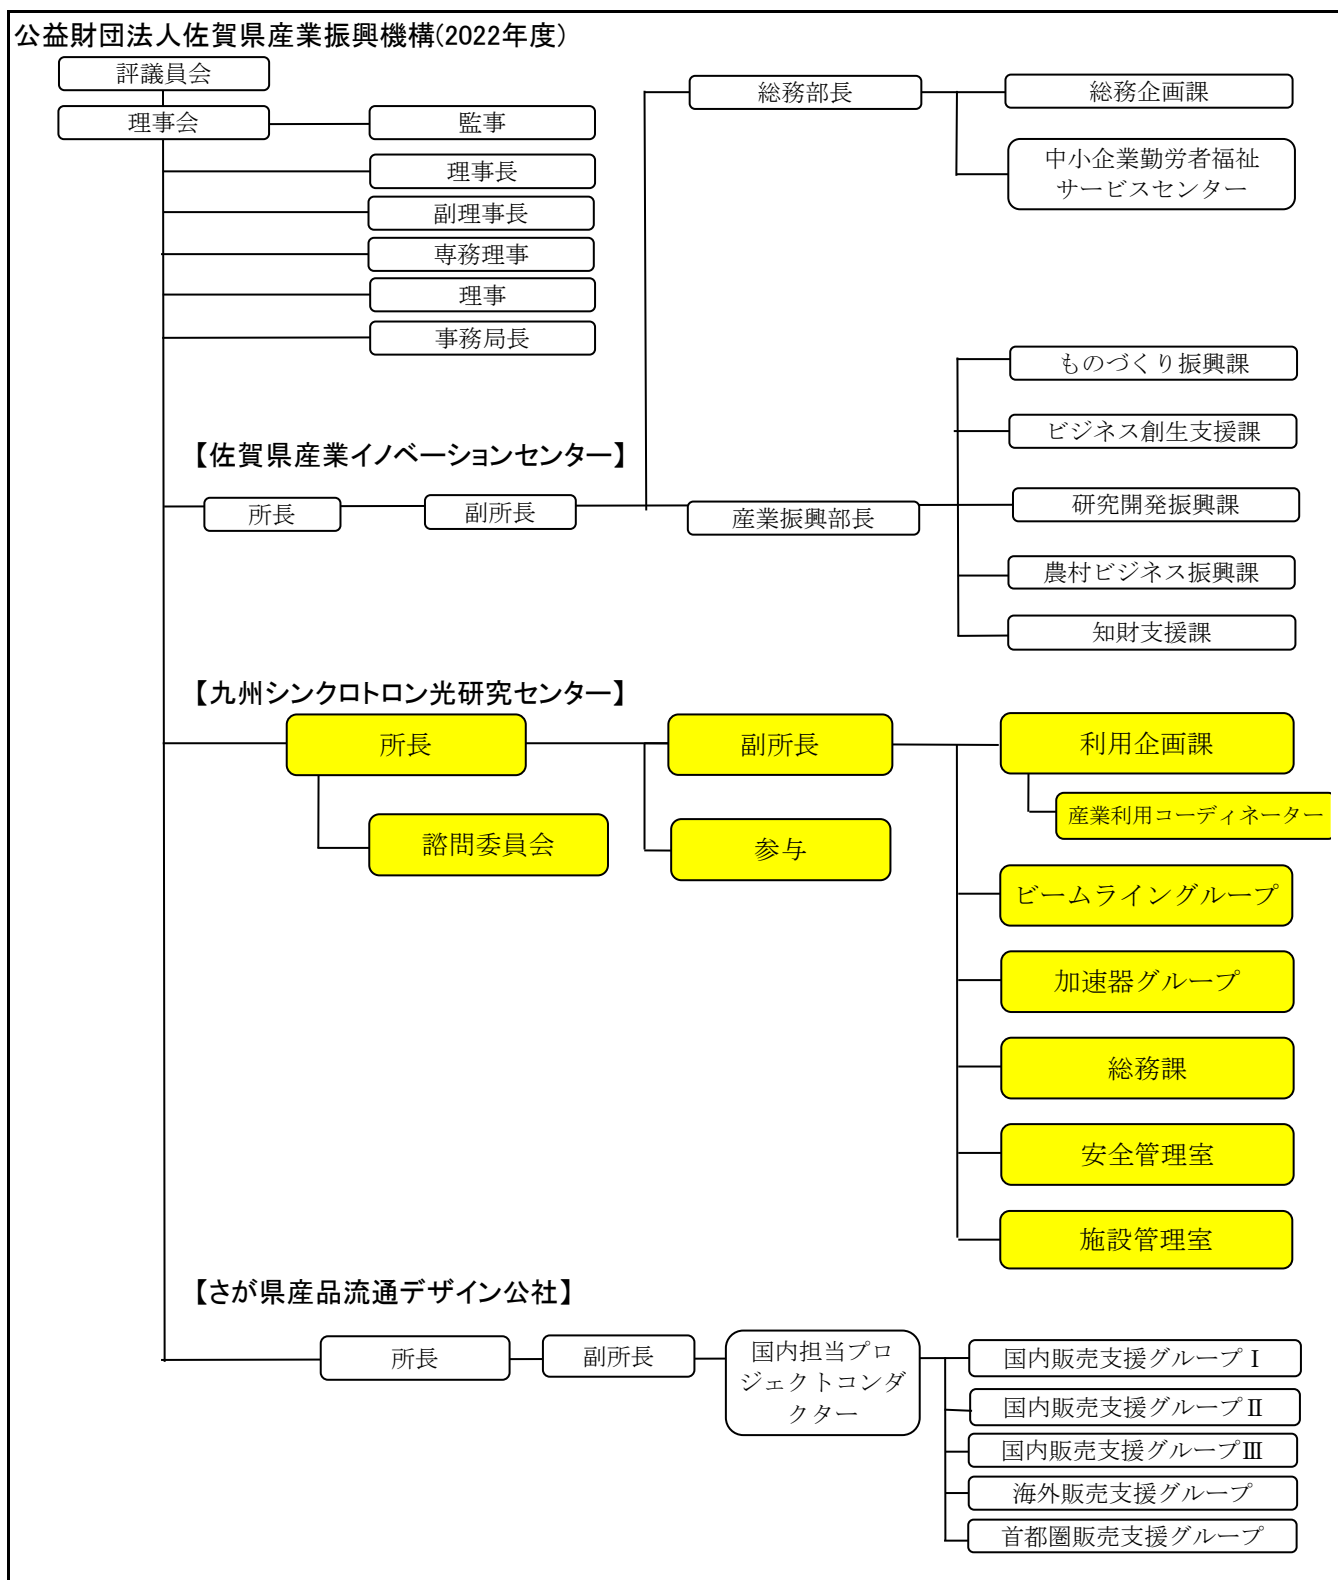 公益財団法人佐賀県産業振興機構(2022年度)
評議員会
理事会
監事
理事長
副理事長
専務理事
理事
事務局長
総務部長
総務企画課
中小企業勤労者福祉
サービスセンター
【佐賀県産業イノベーションセンター】
所長
副所長
産業振興部長
ものづくり振興課
ビジネス創生支援課
研究開発振興課
農村ビジネス振興課
知財支援課
【九州シンクロトロン光研究センター】
所長
諮問委員会
副所長
参与
利用企画課
産業利用コーディネーター
ビームライングループ
加速器グループ
総務課
安全管理室
施設管理室
【さが県産品流通デザイン公社】
所長
副所長
国内担当プロ
ジェクトコンダ
クター
国内販売支援グループⅠ
国内販売支援グループⅡ
国内販売支援グループⅢ
海外販売支援グループ
首都圏販売支援グループ